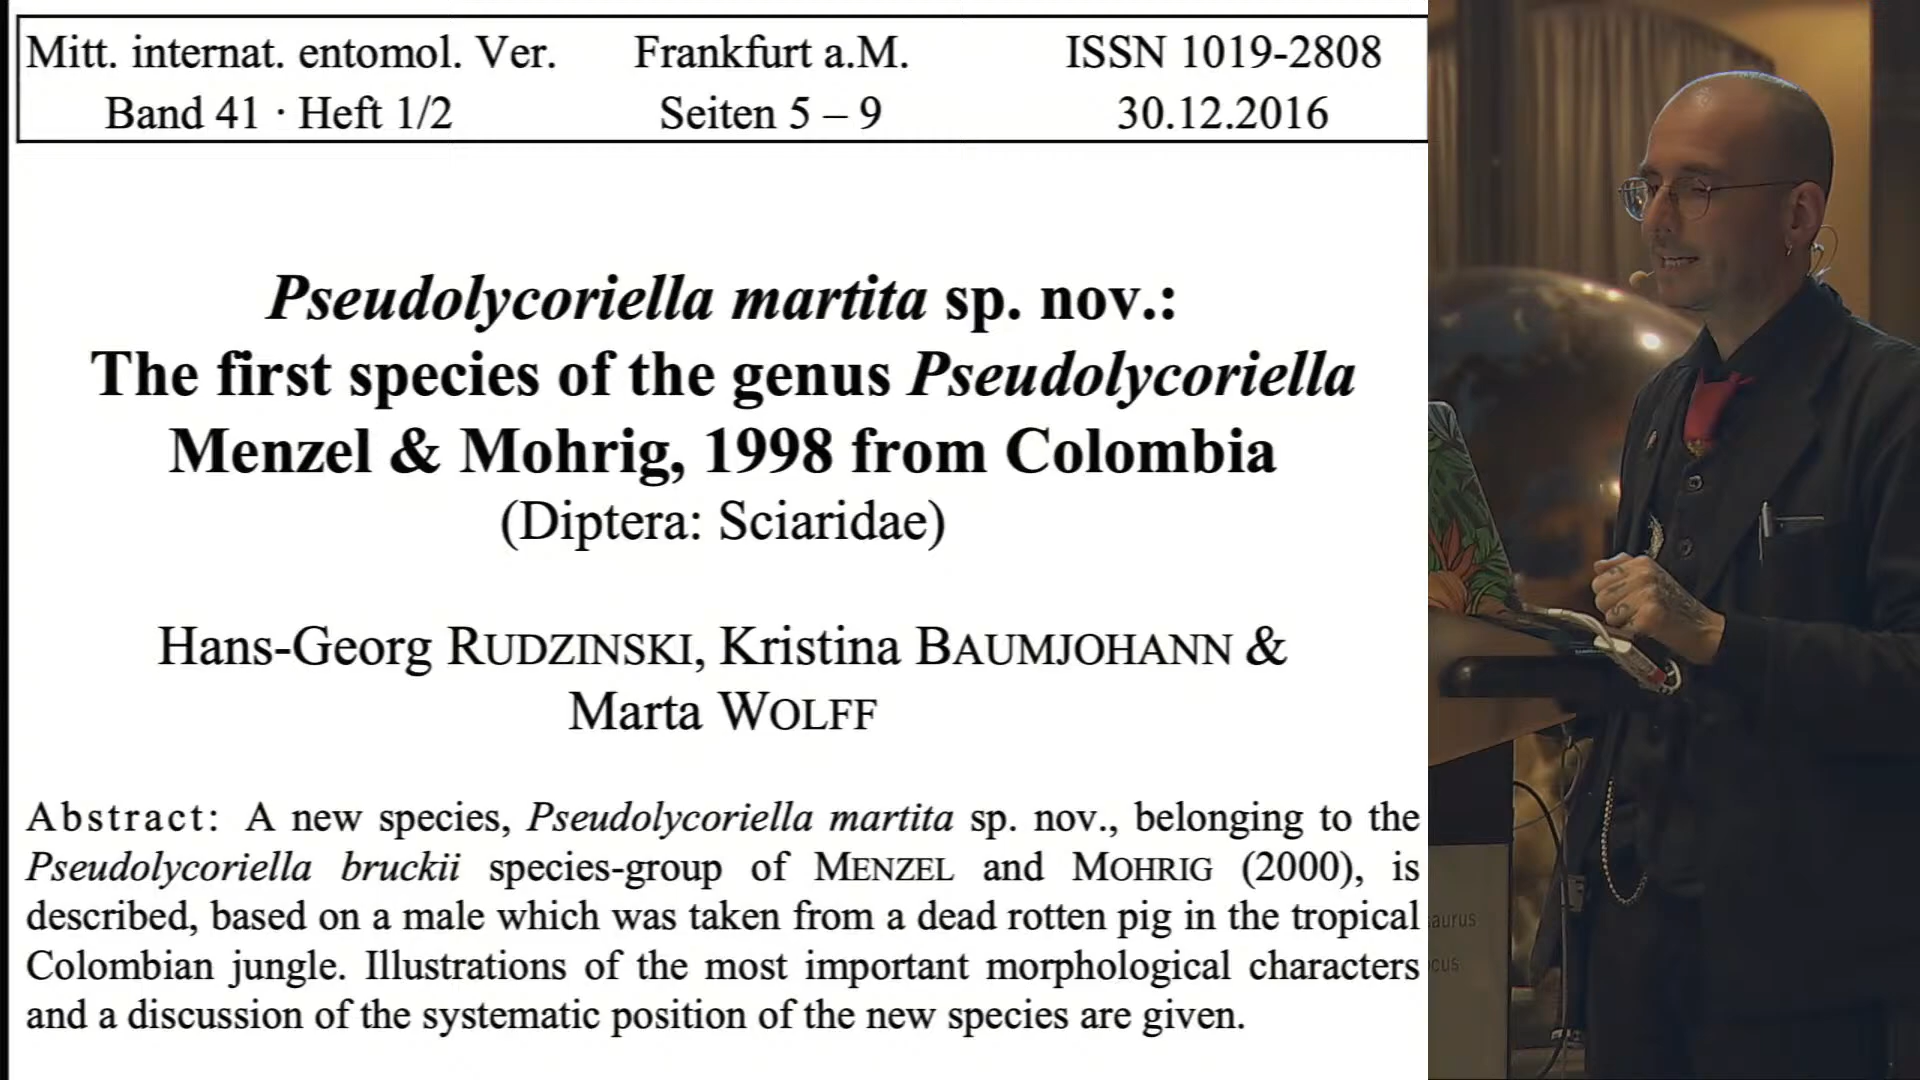 Mitt. internat. entomol. Ver. Frankfurt a.M. ISSN 1019-2808
Band 41 · Heft 1/2 Seiten 5 – 9 30.12.2016
Pseudolycoriella martita sp. nov.:
The first species of the genus Pseudolycoriella
Menzel & Mohrig, 1998 from Colombia
(Diptera: Sciaridae)
Hans-Georg RUDZINSKI, Kristina BAUMJOHANN &
Marta WOLFF
Abstract: A new species, Pseudolycoriella martita sp. nov., belonging to the
Pseudolycoriella bruckii species-group of MENZEL and MOHRIG (2000), is
described, based on a male which was taken from a dead rotten pig in the tropical
Colombian jungle. Illustrations of the most important morphological characters
and a discussion of the systematic position of the new species are given.